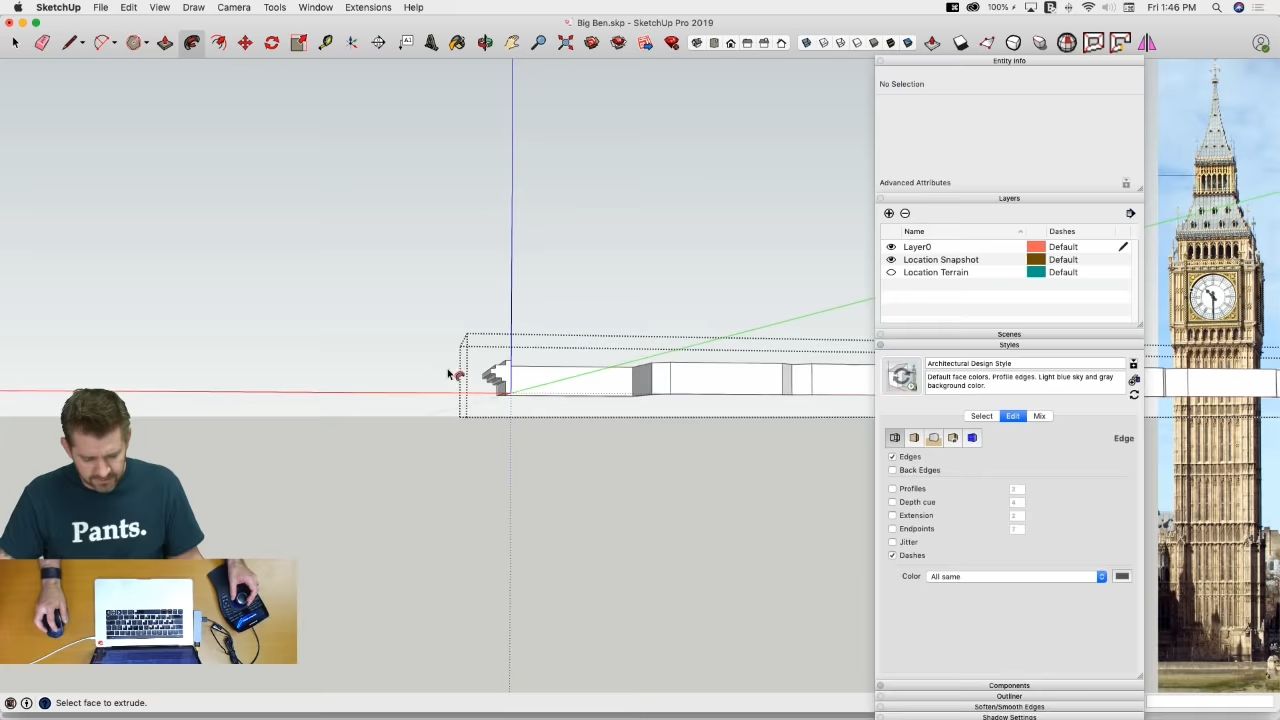 SketchUp File Edit View Draw Camera Tools Window Extensions Help
100% Fri 1:46 PM
Big Ben.skp - SketchUp Pro 2019
Entity Info
No Selection
Advanced Attributes
Layers
Name Dashes
Layer0 Default
Location Snapshot Default
Location Terrain Default
Scenes
Styles
Architectural Design Style
Default face colors. Profile edges. Light blue sky and gray
background color.
Select Edit Mix
Edge
Edges
Back Edges
Profiles
Depth cue 4
Extension
Endpoints 7
Jitter
Dashes
Color All same
Components
Outliner
Soften/Smooth Edges
Shadow Settings
Pants.
Select face to extrude.